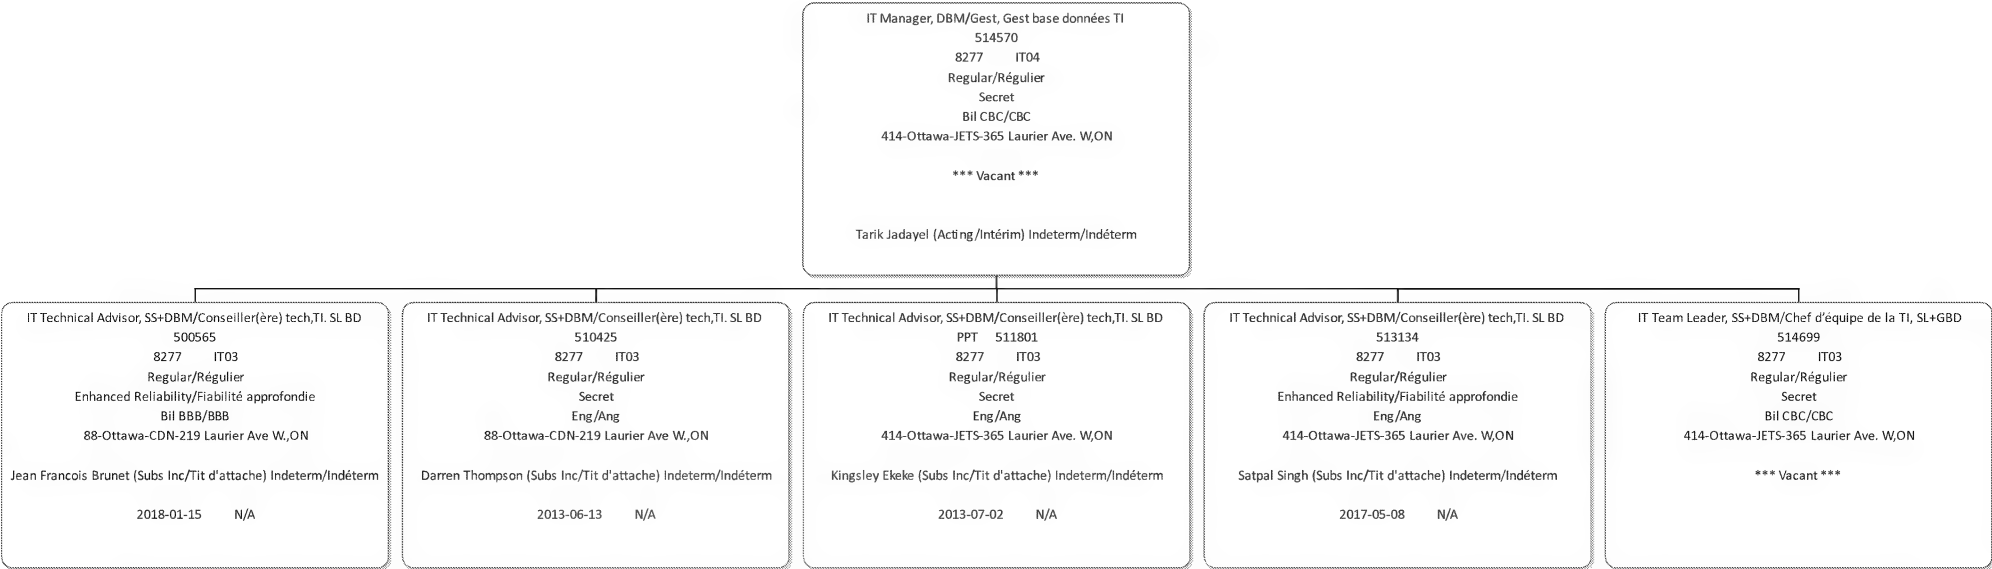 IT Manager, DBM/Gest, Gest base données TI
514570
8277 IT04
Regular/Régulier
Secret
Bil CBC/CBC
414-Ottawa-JETS-365 Laurier Ave. W,ON
*** Vacant ***
Tarik Jadayel (Acting/Intérim) Indeterm/Indéterm
IT Technical Advisor, SS+DBM/Conseiller(ère) tech,TI. SL BD
500565
8277 IT03
Regular/Régulier
Enhanced Reliability/Fiabilité approfondie
Bil BBB/BBB
88-Ottawa-CDN-219 Laurier Ave W.,ON
Jean Francois Brunet (Subs Inc/Tit d'attache) Indeterm/Indéterm
2018-01-15 N/A
IT Technical Advisor, SS+DBM/Conseiller(ère) tech,TI. SL BD
510425
8277 IT03
Regular/Régulier
Secret
Eng/Ang
88-Ottawa-CDN-219 Laurier Ave W.,ON
Darren Thompson (Subs Inc/Tit d'attache) Indeterm/Indéterm
2013-06-13 N/A
IT Technical Advisor, SS+DBM/Conseiller(ère) tech,TI. SL BD
PPT 511801
8277 IT03
Regular/Régulier
Secret
Eng/Ang
414-Ottawa-JETS-365 Laurier Ave. W,ON
Kingsley Ekeke (Subs Inc/Tit d'attache) Indeterm/Indéterm
2013-07-02 N/A
IT Technical Advisor, SS+DBM/Conseiller(ère) tech,TI. SL BD
513134
8277 IT03
Regular/Régulier
Enhanced Reliability/Fiabilité approfondie
Eng/Ang
414-Ottawa-JETS-365 Laurier Ave. W,ON
Satpal Singh (Subs Inc/Tit d'attache) Indeterm/Indéterm
2017-05-08 N/A
IT Team Leader, SS+DBM/Chef d’équipe de la TI, SL+GBD
514699
8277 IT03
Regular/Régulier
Secret
Bil CBC/CBC
414-Ottawa-JETS-365 Laurier Ave. W,ON
*** Vacant ***